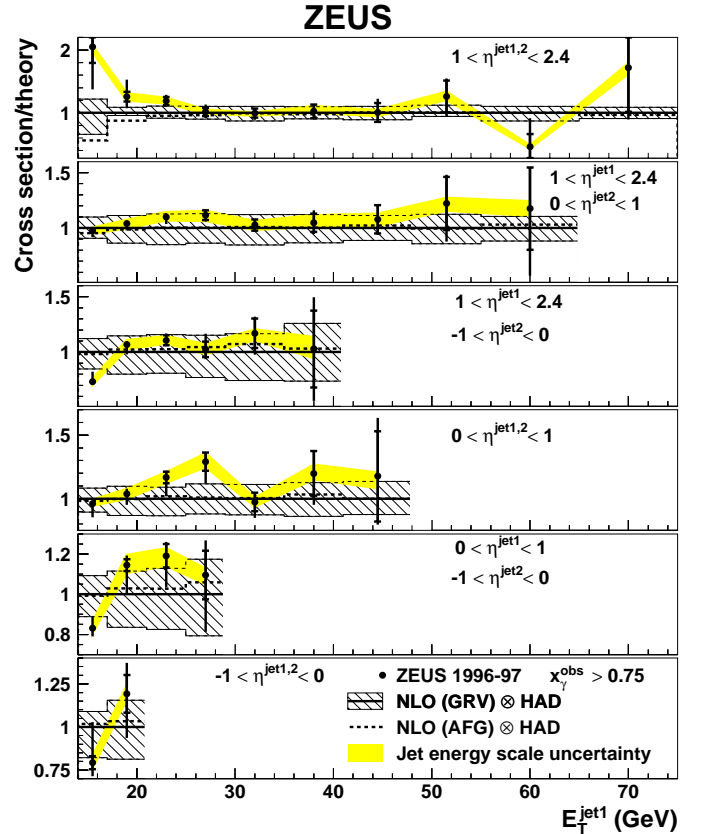 ZEUS
Cross section/theory
2
1
1 < η^jet1,2 < 2.4
1.5
1
1 < η^jet1 < 2.4
0 < η^jet2 < 1
1.5
1
1 < η^jet1 < 2.4
-1 < η^jet2 < 0
1.5
1
0 < η^jet1,2 < 1
1.2
1
0.8
0 < η^jet1 < 1
-1 < η^jet2 < 0
1.25
1
0.75
-1 < η^jet1,2 < 0
ZEUS 1996-97 x_γ^obs > 0.75
NLO (GRV) ⊗ HAD
NLO (AFG) ⊗ HAD
Jet energy scale uncertainty
20 30 40 50 60 70
E_T^jet1 (GeV)